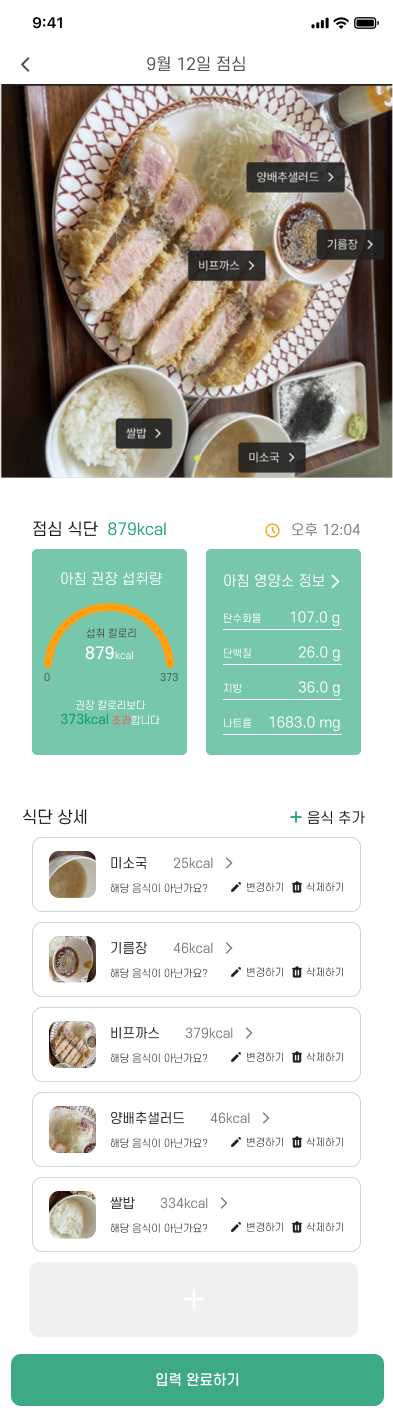 9:41
9월 12일 점심
양배추샐러드
기름장
비프까스
쌀밥
미소국
점심 식단 879kcal
오후 12:04
아침 권장 섭취량
섭취 칼로리
879kcal
0 373
권장 칼로리보다
373kcal 초과합니다
아침 영양소 정보
탄수화물 107.0 g
단백질 26.0 g
지방 36.0 g
나트륨 1683.0 mg
식단 상세
+ 음식 추가
미소국 25kcal
해당 음식이 아닌가요? 변경하기 삭제하기
기름장 46kcal
해당 음식이 아닌가요? 변경하기 삭제하기
비프까스 379kcal
해당 음식이 아닌가요? 변경하기 삭제하기
양배추샐러드 46kcal
해당 음식이 아닌가요? 변경하기 삭제하기
쌀밥 334kcal
해당 음식이 아닌가요? 변경하기 삭제하기
입력 완료하기